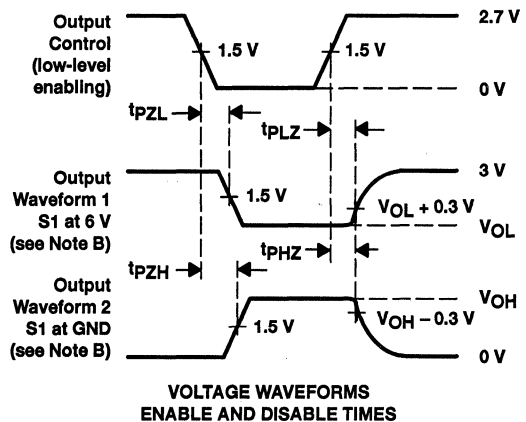 Output
Control
(low-level
enabling)
1.5 V
1.5 V
2.7 V
0 V
tPZL
tPLZ
Output
Waveform 1
S1 at 6 V
(see Note B)
1.5 V
3 V
VOL + 0.3 V
VOL
tPHZ
tPZH
Output
Waveform 2
S1 at GND
(see Note B)
1.5 V
VOH
VOH – 0.3 V
0 V
VOLTAGE WAVEFORMS
ENABLE AND DISABLE TIMES